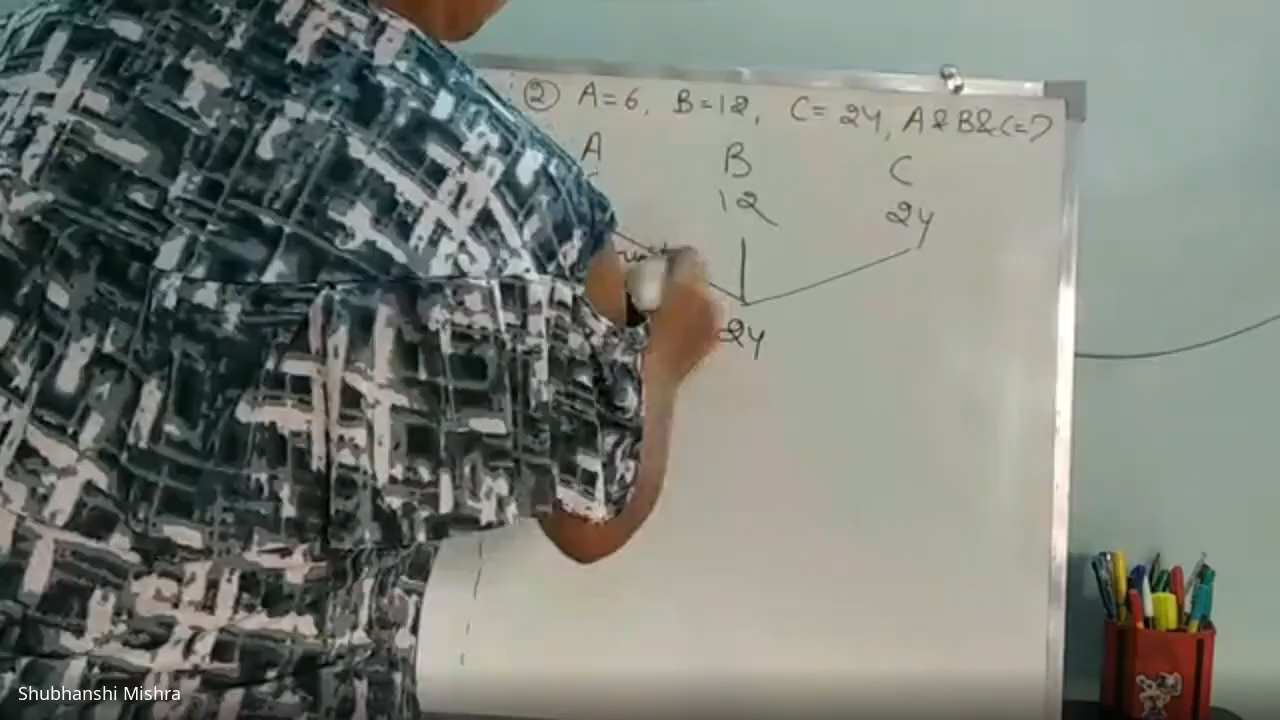 ② A=6, B=12, C=24, A&B&C=?
A B C
12 24
24
Shubhanshi Mishra